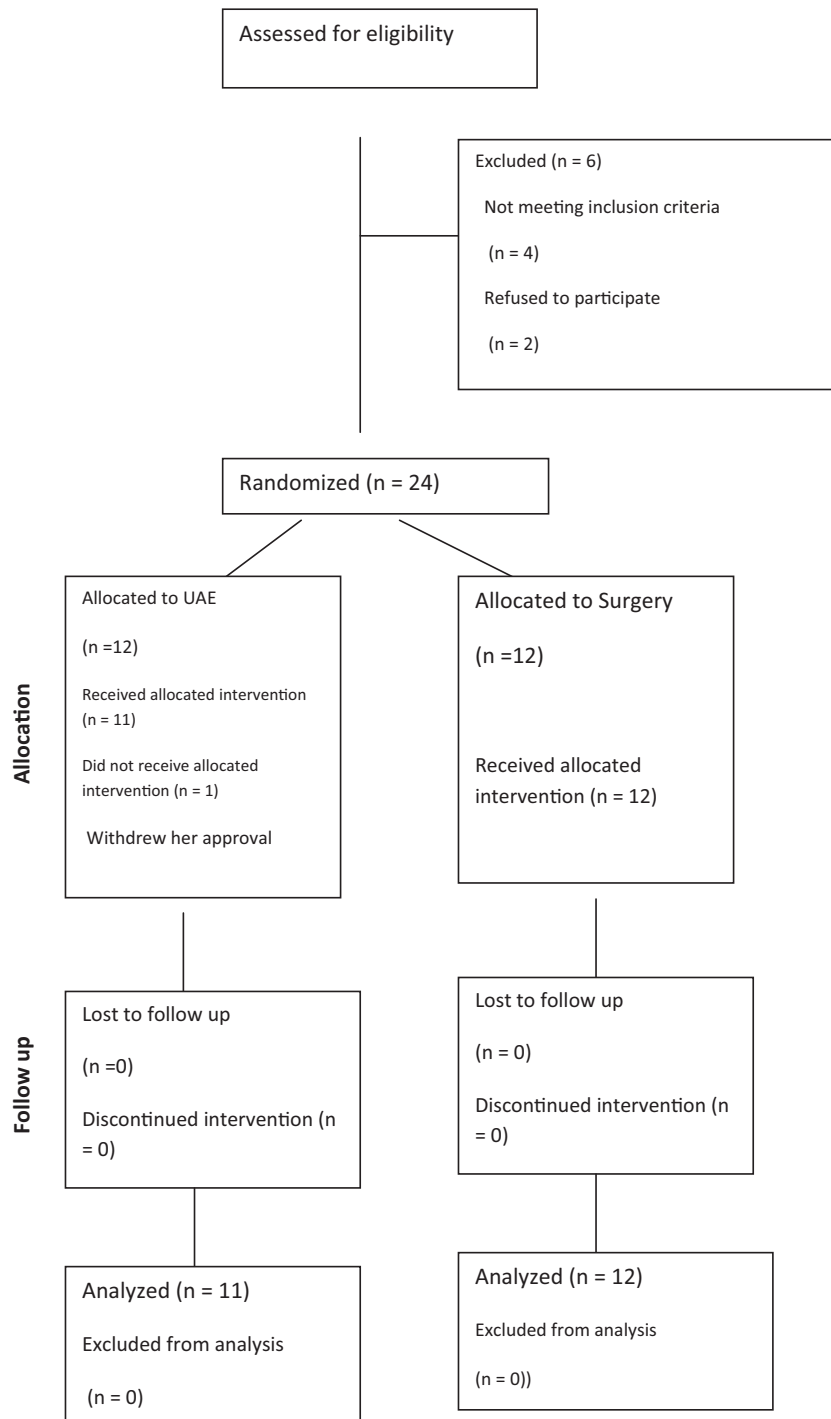 Assessed for eligibility
Excluded (n = 6)
Not meeting inclusion criteria
(n = 4)
Refused to participate
(n = 2)
Randomized (n = 24)
Allocation
Allocated to UAE
(n =12)
Received allocated intervention
(n = 11)
Did not receive allocated
intervention (n = 1)
Withdrew her approval
Allocated to Surgery
(n =12)
Received allocated
intervention (n = 12)
Follow up
Lost to follow up
(n =0)
Discontinued intervention (n
= 0)
Lost to follow up
(n = 0)
Discontinued intervention (n
= 0)
Analyzed (n = 11)
Excluded from analysis
(n = 0)
Analyzed (n = 12)
Excluded from analysis
(n = 0))